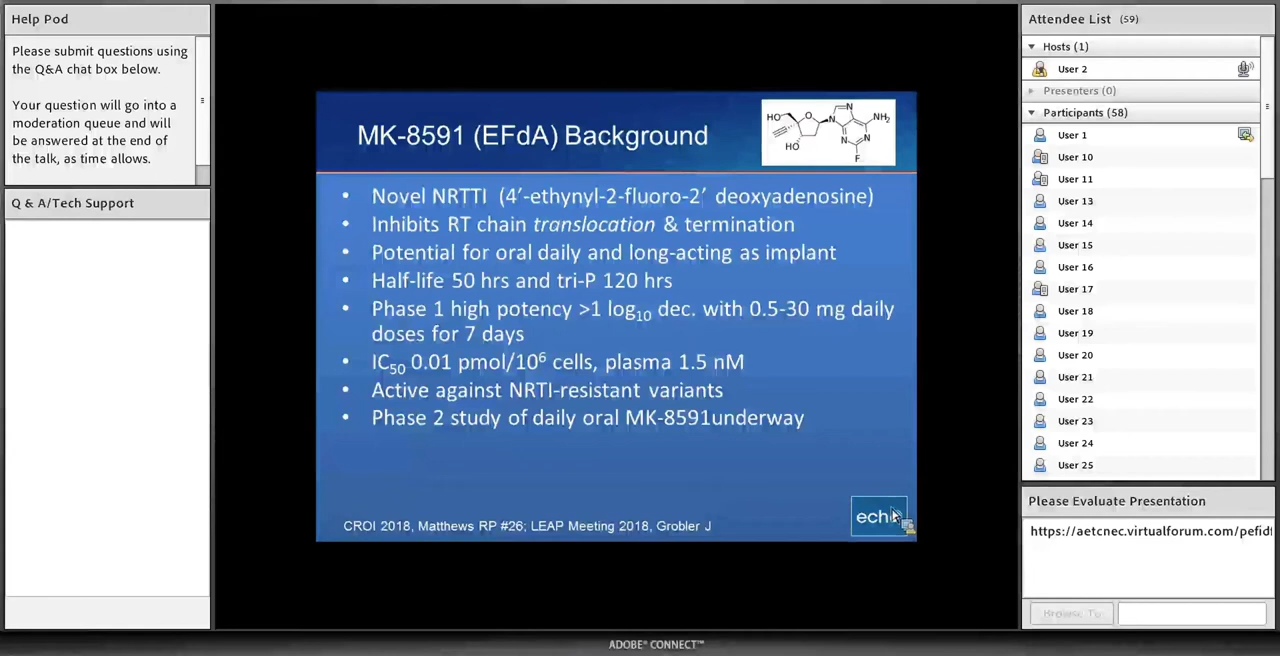 Help Pod
Please submit questions using
the Q&A chat box below.
Your question will go into a
moderation queue and will
be answered at the end of
the talk, as time allows.
Q & A/Tech Support
MK-8591 (EFdA) Background
HO
HO
N
N
N
N
NH₂
F
O
• Novel NRTTI (4′-ethynyl-2-fluoro-2′ deoxyadenosine)
• Inhibits RT chain translocation & termination
• Potential for oral daily and long-acting as implant
• Half-life 50 hrs and tri-P 120 hrs
• Phase 1 high potency >1 log₁₀ dec. with 0.5-30 mg daily
doses for 7 days
• IC₅₀ 0.01 pmol/10⁶ cells, plasma 1.5 nM
• Active against NRTI-resistant variants
• Phase 2 study of daily oral MK-8591underway
CROI 2018, Matthews RP #26; LEAP Meeting 2018, Grobler J
Attendee List (59)
Hosts (1)
User 2
Presenters (0)
Participants (58)
User 1
User 10
User 11
User 13
User 14
User 15
User 16
User 17
User 18
User 19
User 20
User 21
User 22
User 23
User 24
User 25
Please Evaluate Presentation
https://aetcnec.virtualforum.com/pefidf
Browse To
ADOBE® CONNECT™